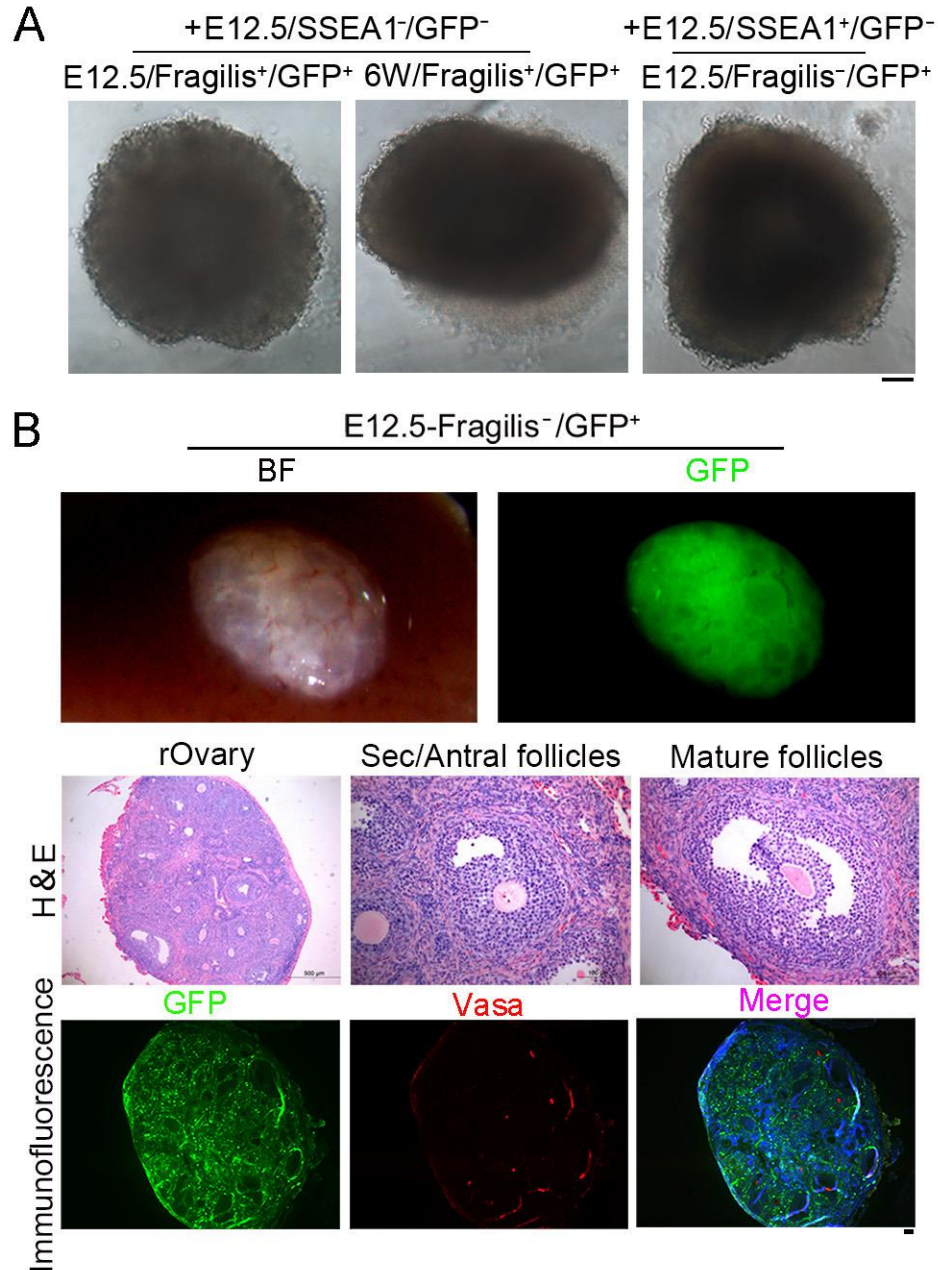 A
+E12.5/SSEA1⁻/GFP⁻
+E12.5/SSEA1⁺/GFP⁻
E12.5/Fragilis⁺/GFP⁺
6W/Fragilis⁺/GFP⁺
E12.5/Fragilis⁻/GFP⁺
B
E12.5-Fragilis⁻/GFP⁺
BF
GFP
rOvary
Sec/Antral follicles
Mature follicles
H&E
500 μm
GFP
Vasa
Merge
Immunofluorescence